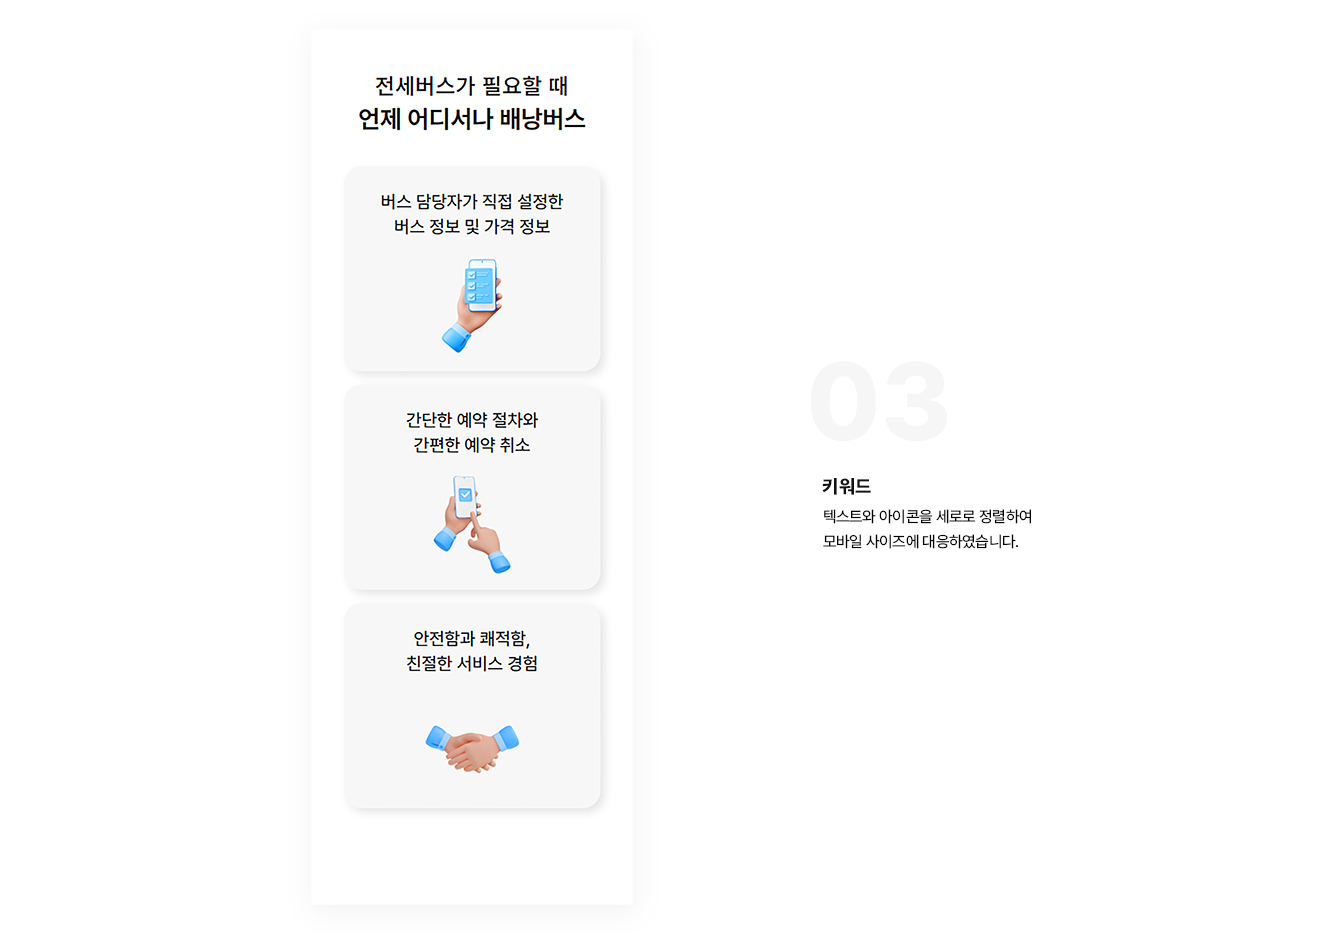 전세버스가 필요할 때
언제 어디서나 배낭버스
버스 담당자가 직접 설정한
버스 정보 및 가격 정보
간단한 예약 절차와
간편한 예약 취소
안전함과 쾌적함,
친절한 서비스 경험
03
키워드
텍스트와 아이콘을 세로로 정렬하여
모바일 사이즈에 대응하였습니다.